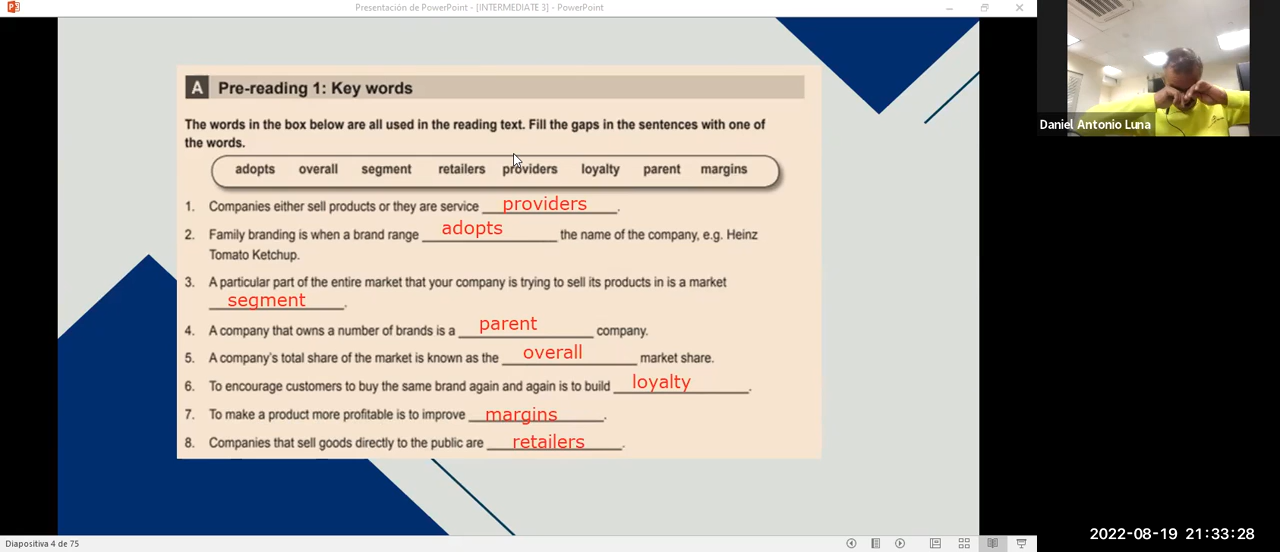 Presentación de PowerPoint - [INTERMEDIATE 3] - PowerPoint
A Pre-reading 1: Key words
The words in the box below are all used in the reading text. Fill the gaps in the sentences with one of
the words.
adopts overall segment retailers providers loyalty parent margins
1. Companies either sell products or they are service providers.
2. Family branding is when a brand range adopts the name of the company, e.g. Heinz
Tomato Ketchup.
3. A particular part of the entire market that your company is trying to sell its products in is a market
segment.
4. A company that owns a number of brands is a parent company.
5. A company's total share of the market is known as the overall market share.
6. To encourage customers to buy the same brand again and again is to build loyalty.
7. To make a product more profitable is to improve margins.
8. Companies that sell goods directly to the public are retailers.
Diapositiva 4 de 75
Daniel Antonio Luna
2022-08-19 21:33:28